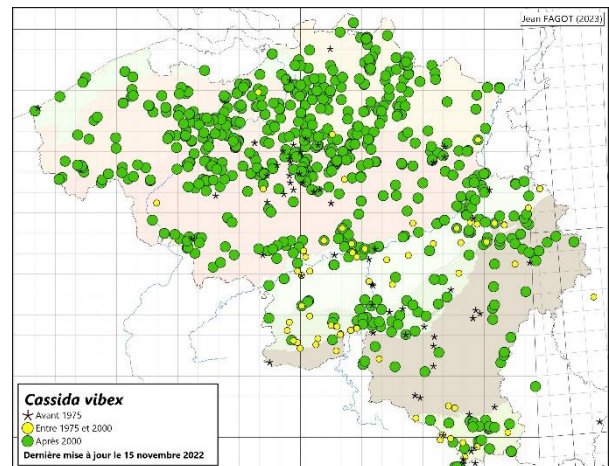 Jean FAGOT (2023)
Cassida vibex
Avant 1975
Entre 1975 et 2000
Après 2000
Dernière mise à jour le 15 novembre 2022